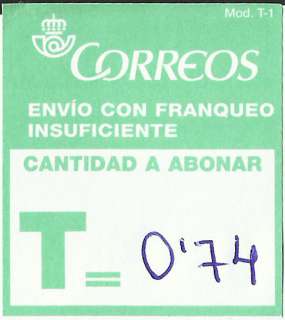 Mod. T-1
CORREOS
ENVÍO CON FRANQUEO
INSUFICIENTE
CANTIDAD A ABONAR
T= 0'74